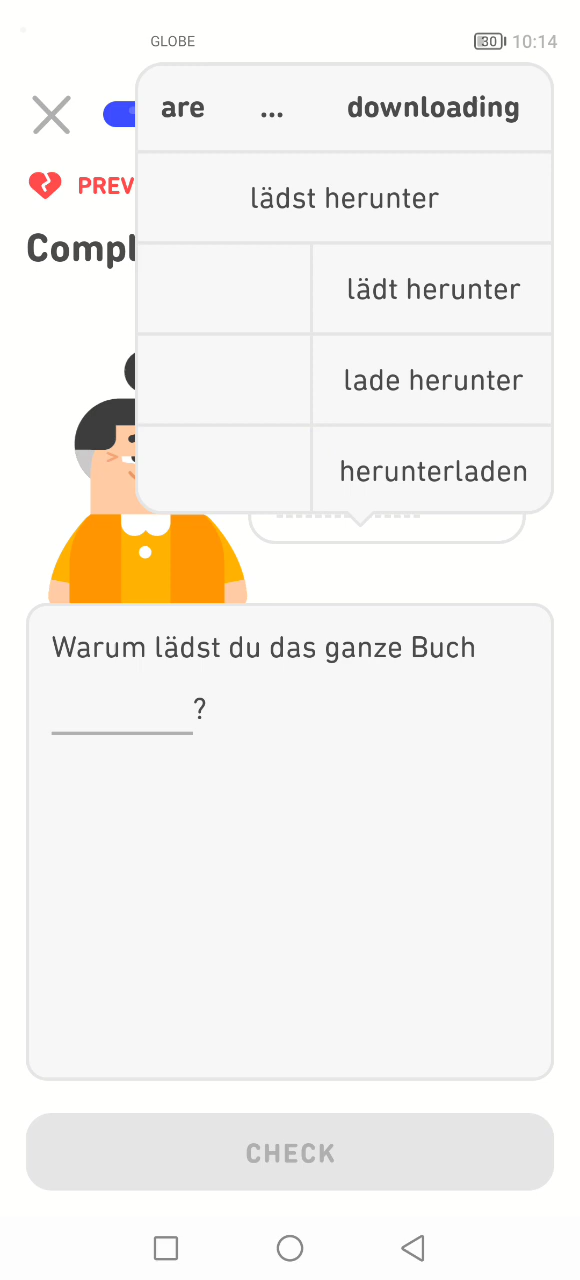 GLOBE 30 10:14
are ... downloading
lädst herunter
PREV
lädt herunter
Compl
lade herunter
herunterladen
Warum lädst du das ganze Buch
?
CHECK